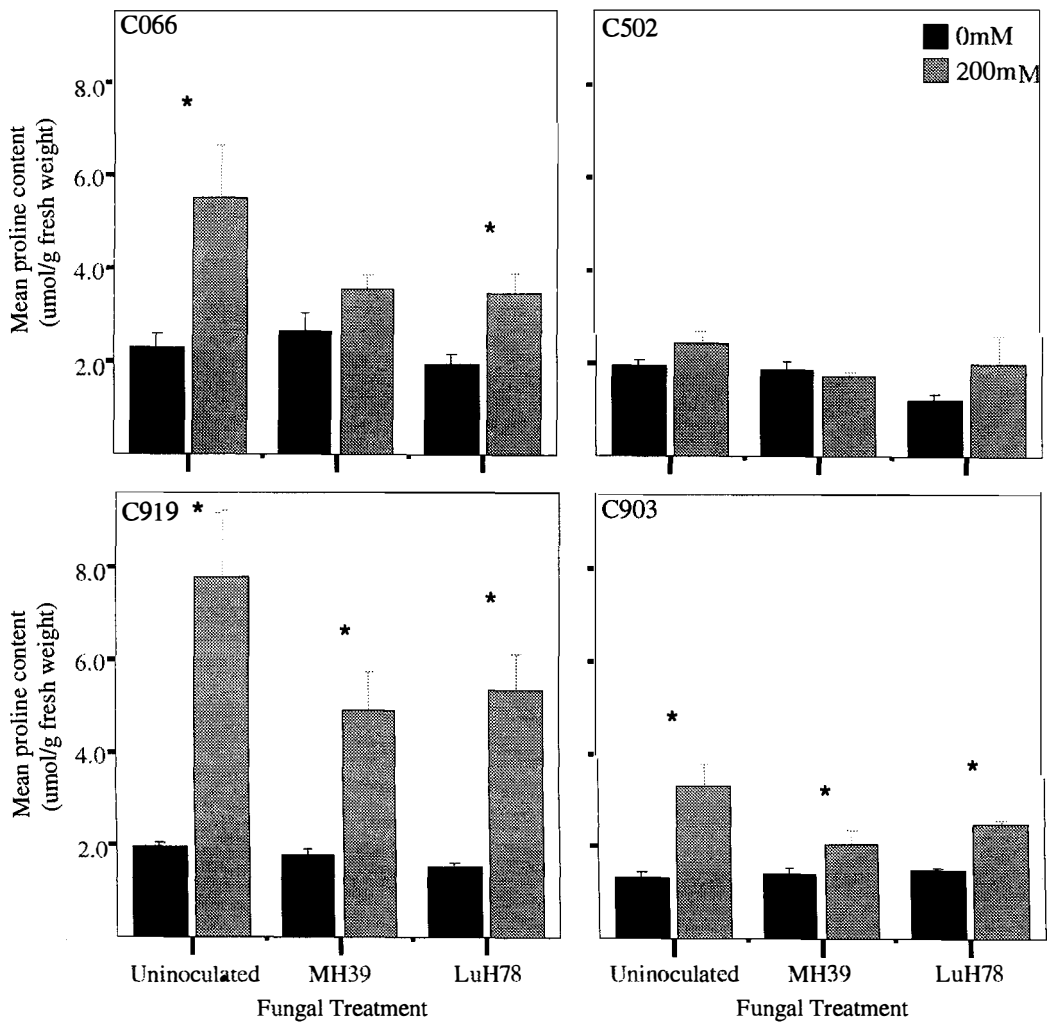 C066
C502
0mM
200mM
Mean proline content
(umol/g fresh weight)
8.0
*
6.0
*
4.0
2.0
C919
*
C903
Mean proline content
(umol/g fresh weight)
8.0
*
*
6.0
*
*
*
4.0
2.0
Uninoculated MH39 LuH78
Uninoculated MH39 LuH78
Fungal Treatment
Fungal Treatment